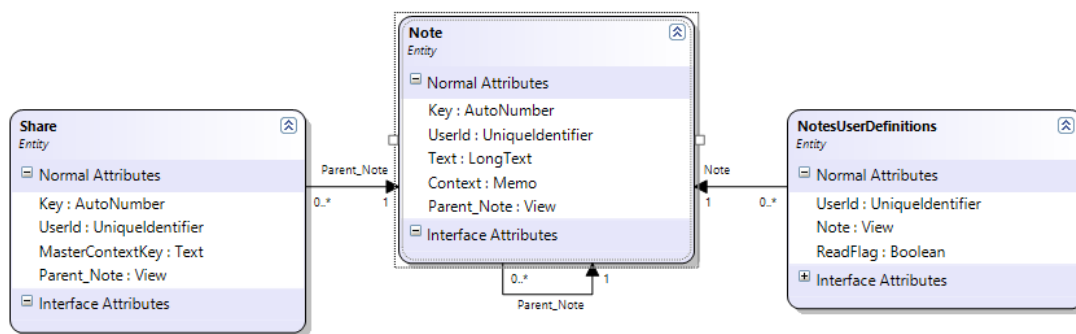 Share
Entity
Normal Attributes
Key : AutoNumber
UserId : UniqueIdentifier
MasterContextKey : Text
Parent_Note : View
Interface Attributes
Parent_Note
0..*
1
Note
Entity
Normal Attributes
Key : AutoNumber
UserId : UniqueIdentifier
Text : LongText
Context : Memo
Parent_Note : View
Interface Attributes
0..*
1
Parent_Note
Note
1
0..*
NotesUserDefinitions
Entity
Normal Attributes
UserId : UniqueIdentifier
Note : View
ReadFlag : Boolean
Interface Attributes